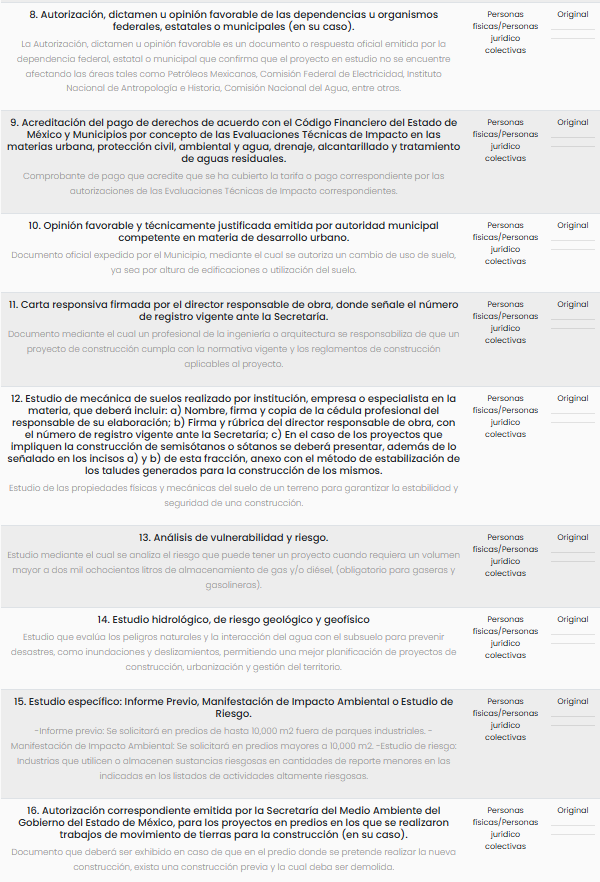 8. Autorización, dictamen u opinión favorable de las dependencias u organismos
federales, estatales o municipales (en su caso).
La Autorización, dictamen u opinión favorable es un documento o respuesta oficial emitida por la
dependencia federal, estatal o municipal que confirma que el proyecto en estudio no se encuentre
afectando las áreas tales como Petróleos Mexicanos, Comisión Federal de Electricidad, Instituto
Nacional de Antropología e Historia, Comisión Nacional del Agua, entre otras.
Personas
físicas/Personas
jurídico
colectivas
Original
9. Acreditación del pago de derechos de acuerdo con el Código Financiero del Estado de
México y Municipios por concepto de las Evaluaciones Técnicas de Impacto en las
materias urbana, protección civil, ambiental y agua, drenaje, alcantarillado y tratamiento
de aguas residuales.
Comprobante de pago que acredite que se ha cubierto la tarifa o pago correspondiente por las
autorizaciones de las Evaluaciones Técnicas de Impacto correspondientes.
Personas
físicas/Personas
jurídico
colectivas
Original
10. Opinión favorable y técnicamente justificada emitida por autoridad municipal
competente en materia de desarrollo urbano.
Documento oficial expedido por el Municipio, mediante el cual se autoriza un cambio de uso de suelo,
ya sea por altura de edificaciones o utilización del suelo.
Personas
físicas/Personas
jurídico
colectivas
Original
11. Carta responsiva firmada por el director responsable de obra, donde señale el número
de registro vigente ante la Secretaría.
Documento mediante el cual un profesional de la ingeniería o arquitectura se responsabiliza de que un
proyecto de construcción cumpla con la normativa vigente y los reglamentos de construcción
aplicables al proyecto.
Personas
físicas/Personas
jurídico
colectivas
Original
12. Estudio de mecánica de suelos realizado por institución, empresa o especialista en la
materia, que deberá incluir: a) Nombre, firma y copia de la cédula profesional del
responsable de su elaboración; b) Firma y rúbrica del director responsable de obra, con
el número de registro vigente ante la Secretaría; c) En el caso de los proyectos que
impliquen la construcción de semisótanos o sótanos se deberá presentar, además de lo
señalado en los incisos a) y b) de esta fracción, anexo con el método de estabilización de
los taludes generados para la construcción de los mismos.
Estudio de las propiedades físicas y mecánicas del suelo de un terreno para garantizar la estabilidad y
seguridad de una construcción.
Personas
físicas/Personas
jurídico
colectivas
Original
13. Análisis de vulnerabilidad y riesgo.
Estudio mediante el cual se analiza el riesgo que puede tener un proyecto cuando requiera un volumen
mayor a dos mil ochocientos litros de almacenamiento de gas y/o diésel, (obligatorio para gaseras y
gasolineras).
Personas
físicas/Personas
jurídico
colectivas
Original
14. Estudio hidrológico, de riesgo geológico y geofísico
Estudio que evalúa los peligros naturales y la interacción del agua con el subsuelo para prevenir
desastres, como inundaciones y deslizamientos, permitiendo una mejor planificación de proyectos de
construcción, urbanización y gestión del territorio.
Personas
físicas/Personas
jurídico
colectivas
Original
15. Estudio específico: Informe Previo, Manifestación de Impacto Ambiental o Estudio de
Riesgo.
-Informe previo: Se solicitará en predios de hasta 10,000 m2 fuera de parques industriales. -
Manifestación de Impacto Ambiental: Se solicitará en predios mayores a 10,000 m2. -Estudio de riesgo:
Industrias que utilicen o almacenen sustancias riesgosas en cantidades de reporte menores en las
indicadas en los listados de actividades altamente riesgosas.
Personas
físicas/Personas
jurídico
colectivas
Original
16. Autorización correspondiente emitida por la Secretaría del Medio Ambiente del
Gobierno del Estado de México, para los proyectos en predios en los que se realizaron
trabajos de movimiento de tierras para la construcción (en su caso).
Documento que deberá ser exhibido en caso de que en el predio donde se pretende realizar la nueva
construcción, exista una construcción previa y la cual deba ser demolida.
Personas
físicas/Personas
jurídico
colectivas
Original